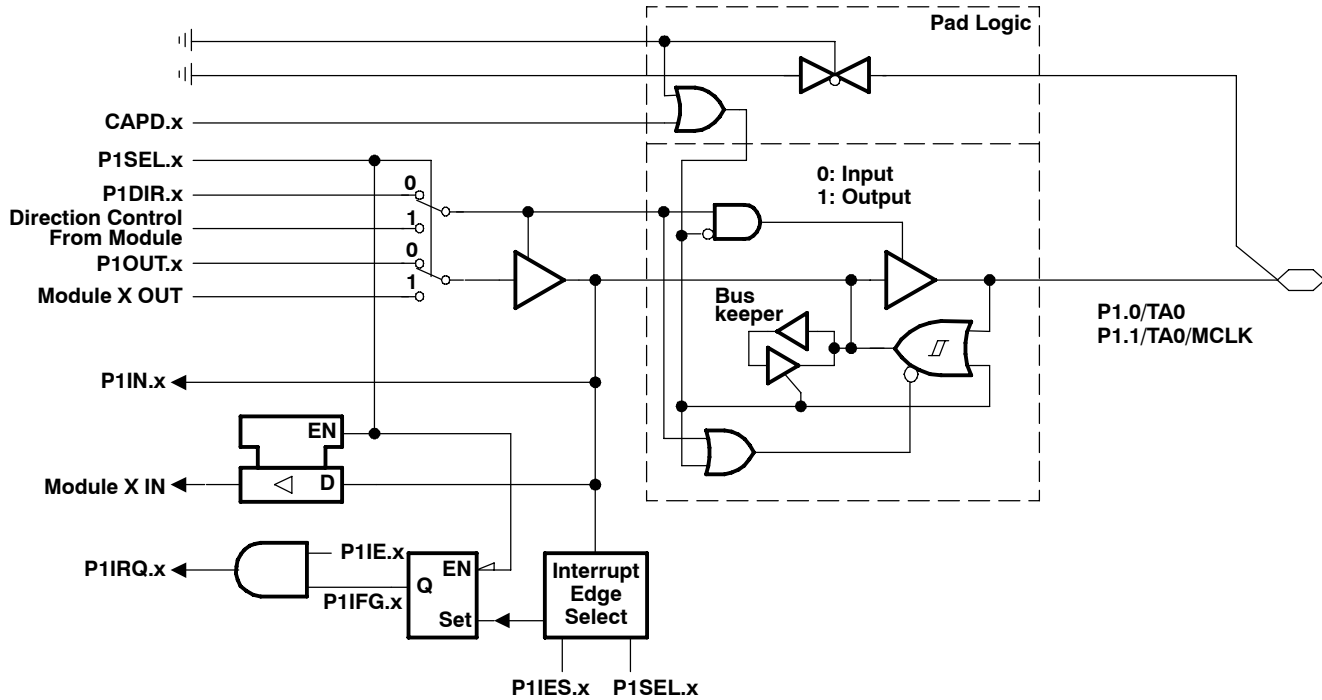 Pad Logic
CAPD.x
P1SEL.x
0
P1DIR.x
Direction Control
From Module
1
0
P1OUT.x
1
Module X OUT
0: Input
1: Output
Bus
keeper
P1.0/TA0
P1.1/TA0/MCLK
P1IN.x
EN
Module X IN
D
P1IRQ.x
P1IE.x
P1IFG.x
EN
Q
Set
Interrupt
Edge
Select
P1IES.x
P1SEL.x